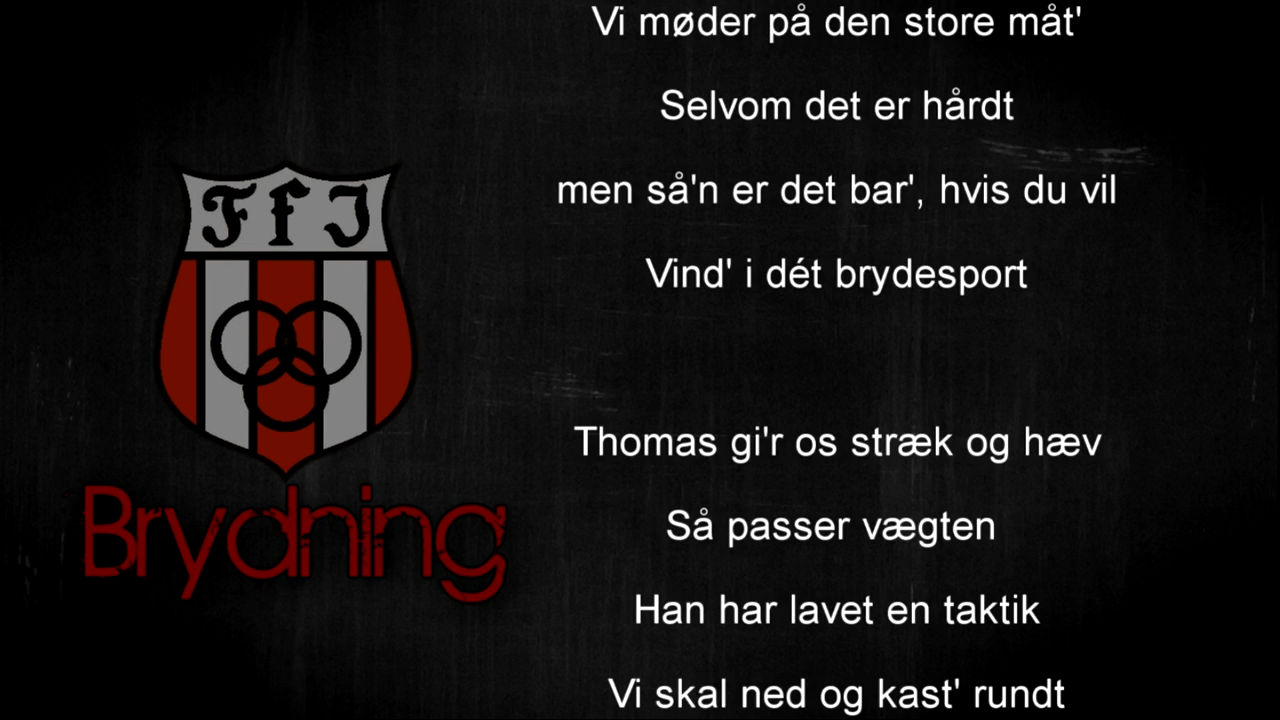 FfI
Brydning
Vi møder på den store måt'
Selvom det er hårdt
men så'n er det bar', hvis du vil
Vind' i dét brydesport
Thomas gi'r os stræk og hæv
Så passer vægten
Han har lavet en taktik
Vi skal ned og kast' rundt